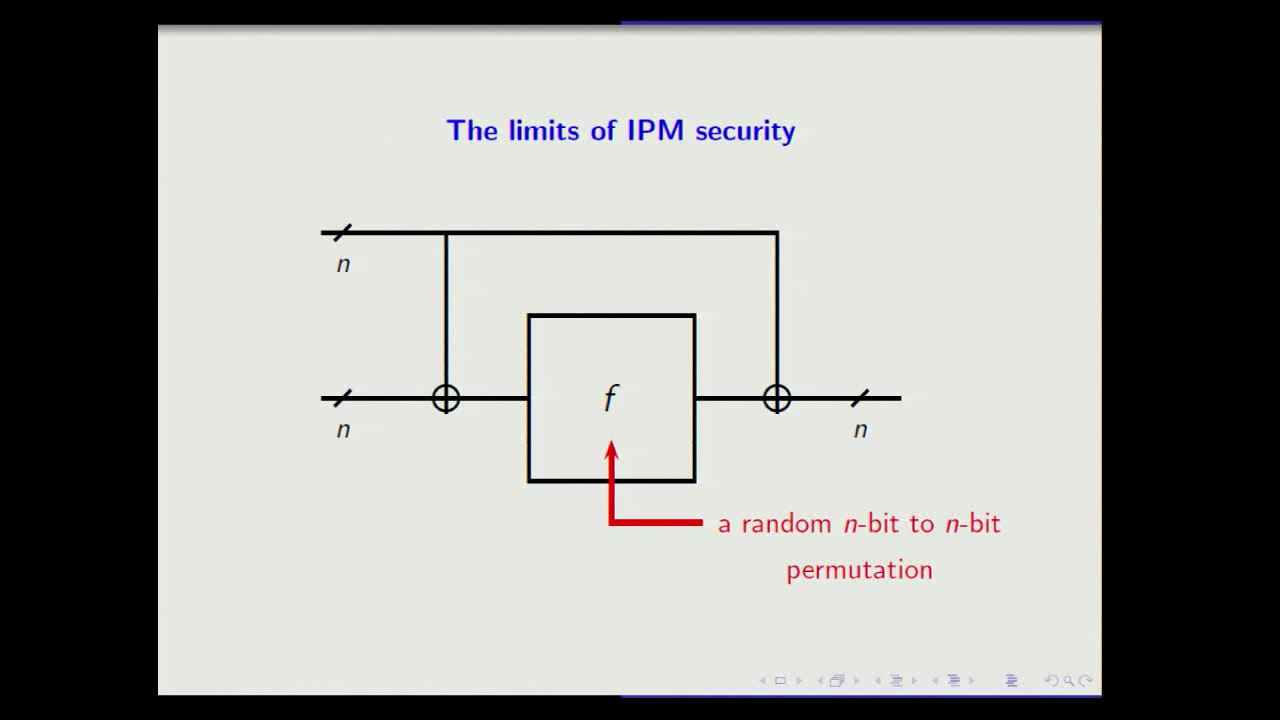 The limits of IPM security
n
f
n
n
a random n-bit to n-bit
permutation